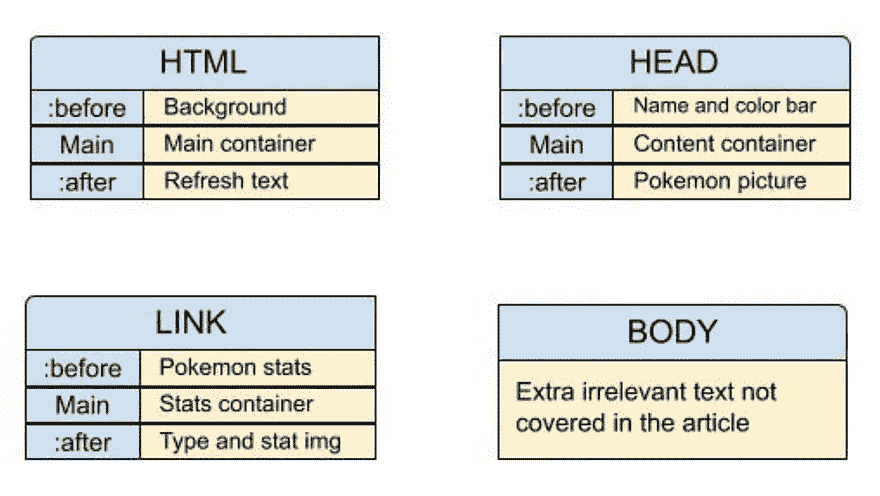 HTML
:before Background
Main Main container
:after Refresh text
HEAD
:before Name and color bar
Main Content container
:after Pokemon picture
LINK
:before Pokemon stats
Main Stats container
:after Type and stat img
BODY
Extra irrelevant text not
covered in the article